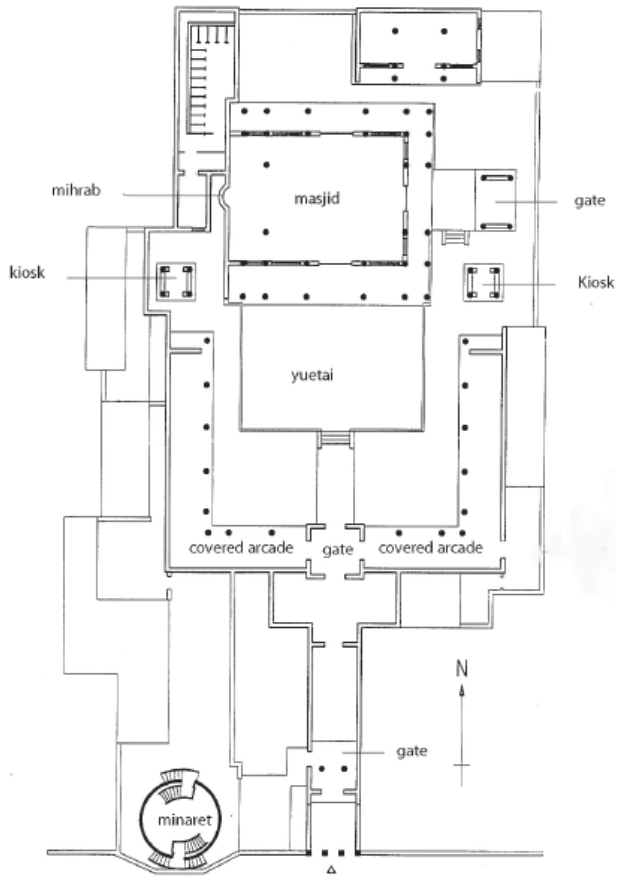 mihrab
masjid
gate
kiosk
Kiosk
yuetai
covered arcade
gate
covered arcade
N
gate
minaret